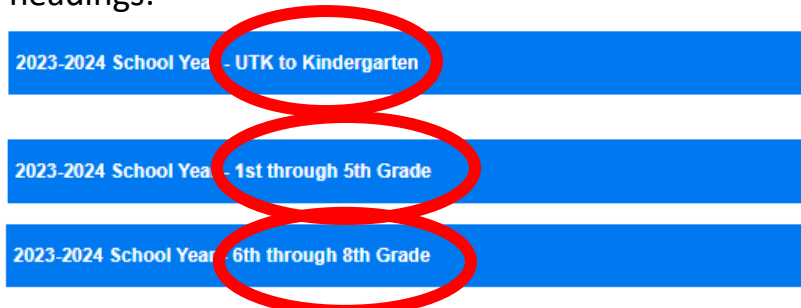 headings:
2023-2024 School Year - UTK to Kindergarten
2023-2024 School Year - 1st through 5th Grade
2023-2024 School Year - 6th through 8th Grade